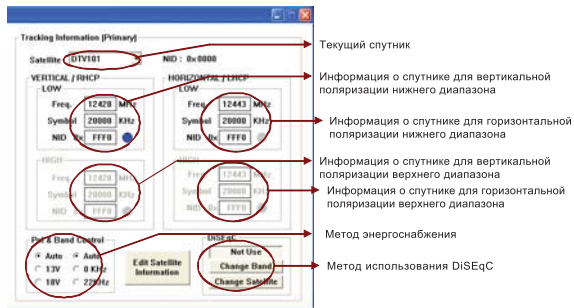 Tracking Information [Primary]
Satellite DTV101 NID : 0x0000
Текущий спутник
VERTICAL / RHCP
LOW
Freq. 12428 MHz
Symbol 20000 KHz
NID 0x FFF0
HORIZONTAL / LHCP
LOW
Freq. 12443 MHz
Symbol 20000 KHz
NID 0x FFF0
Информация о спутнике для вертикальной
поляризации нижнего диапазона
Информация о спутнике для горизонтальной
поляризации нижнего диапазона
HIGH
Freq. 12428 MHz
Symbol 20000 KHz
NID 0x FFF0
HIGH
Freq. 12443 MHz
Symbol 20000 KHz
NID 0x FFF0
Информация о спутнике для вертикальной
поляризации верхнего диапазона
Информация о спутнике для горизонтальной
поляризации верхнего диапазона
Pol & Band Control
Auto Auto
13V 0 KHz
18V 22KHz
Edit Satellite
Information
DiSEqC
Not Use
Change Band
Change Satellite
Метод энергоснабжения
Метод использования DiSEqC